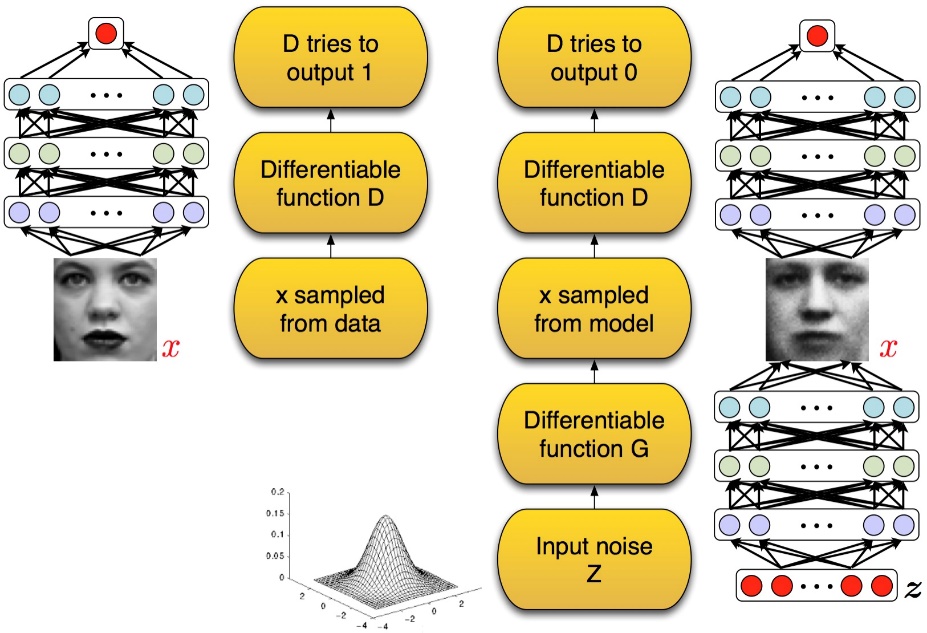 D tries to
output 1
Differentiable
function D
x sampled
from data
x
D tries to
output 0
Differentiable
function D
x sampled
from model
Differentiable
function G
Input noise
Z
x
z
0.2
0.15
0.1
0.05
0
2
0
-2
-4
-4
-2
0
2